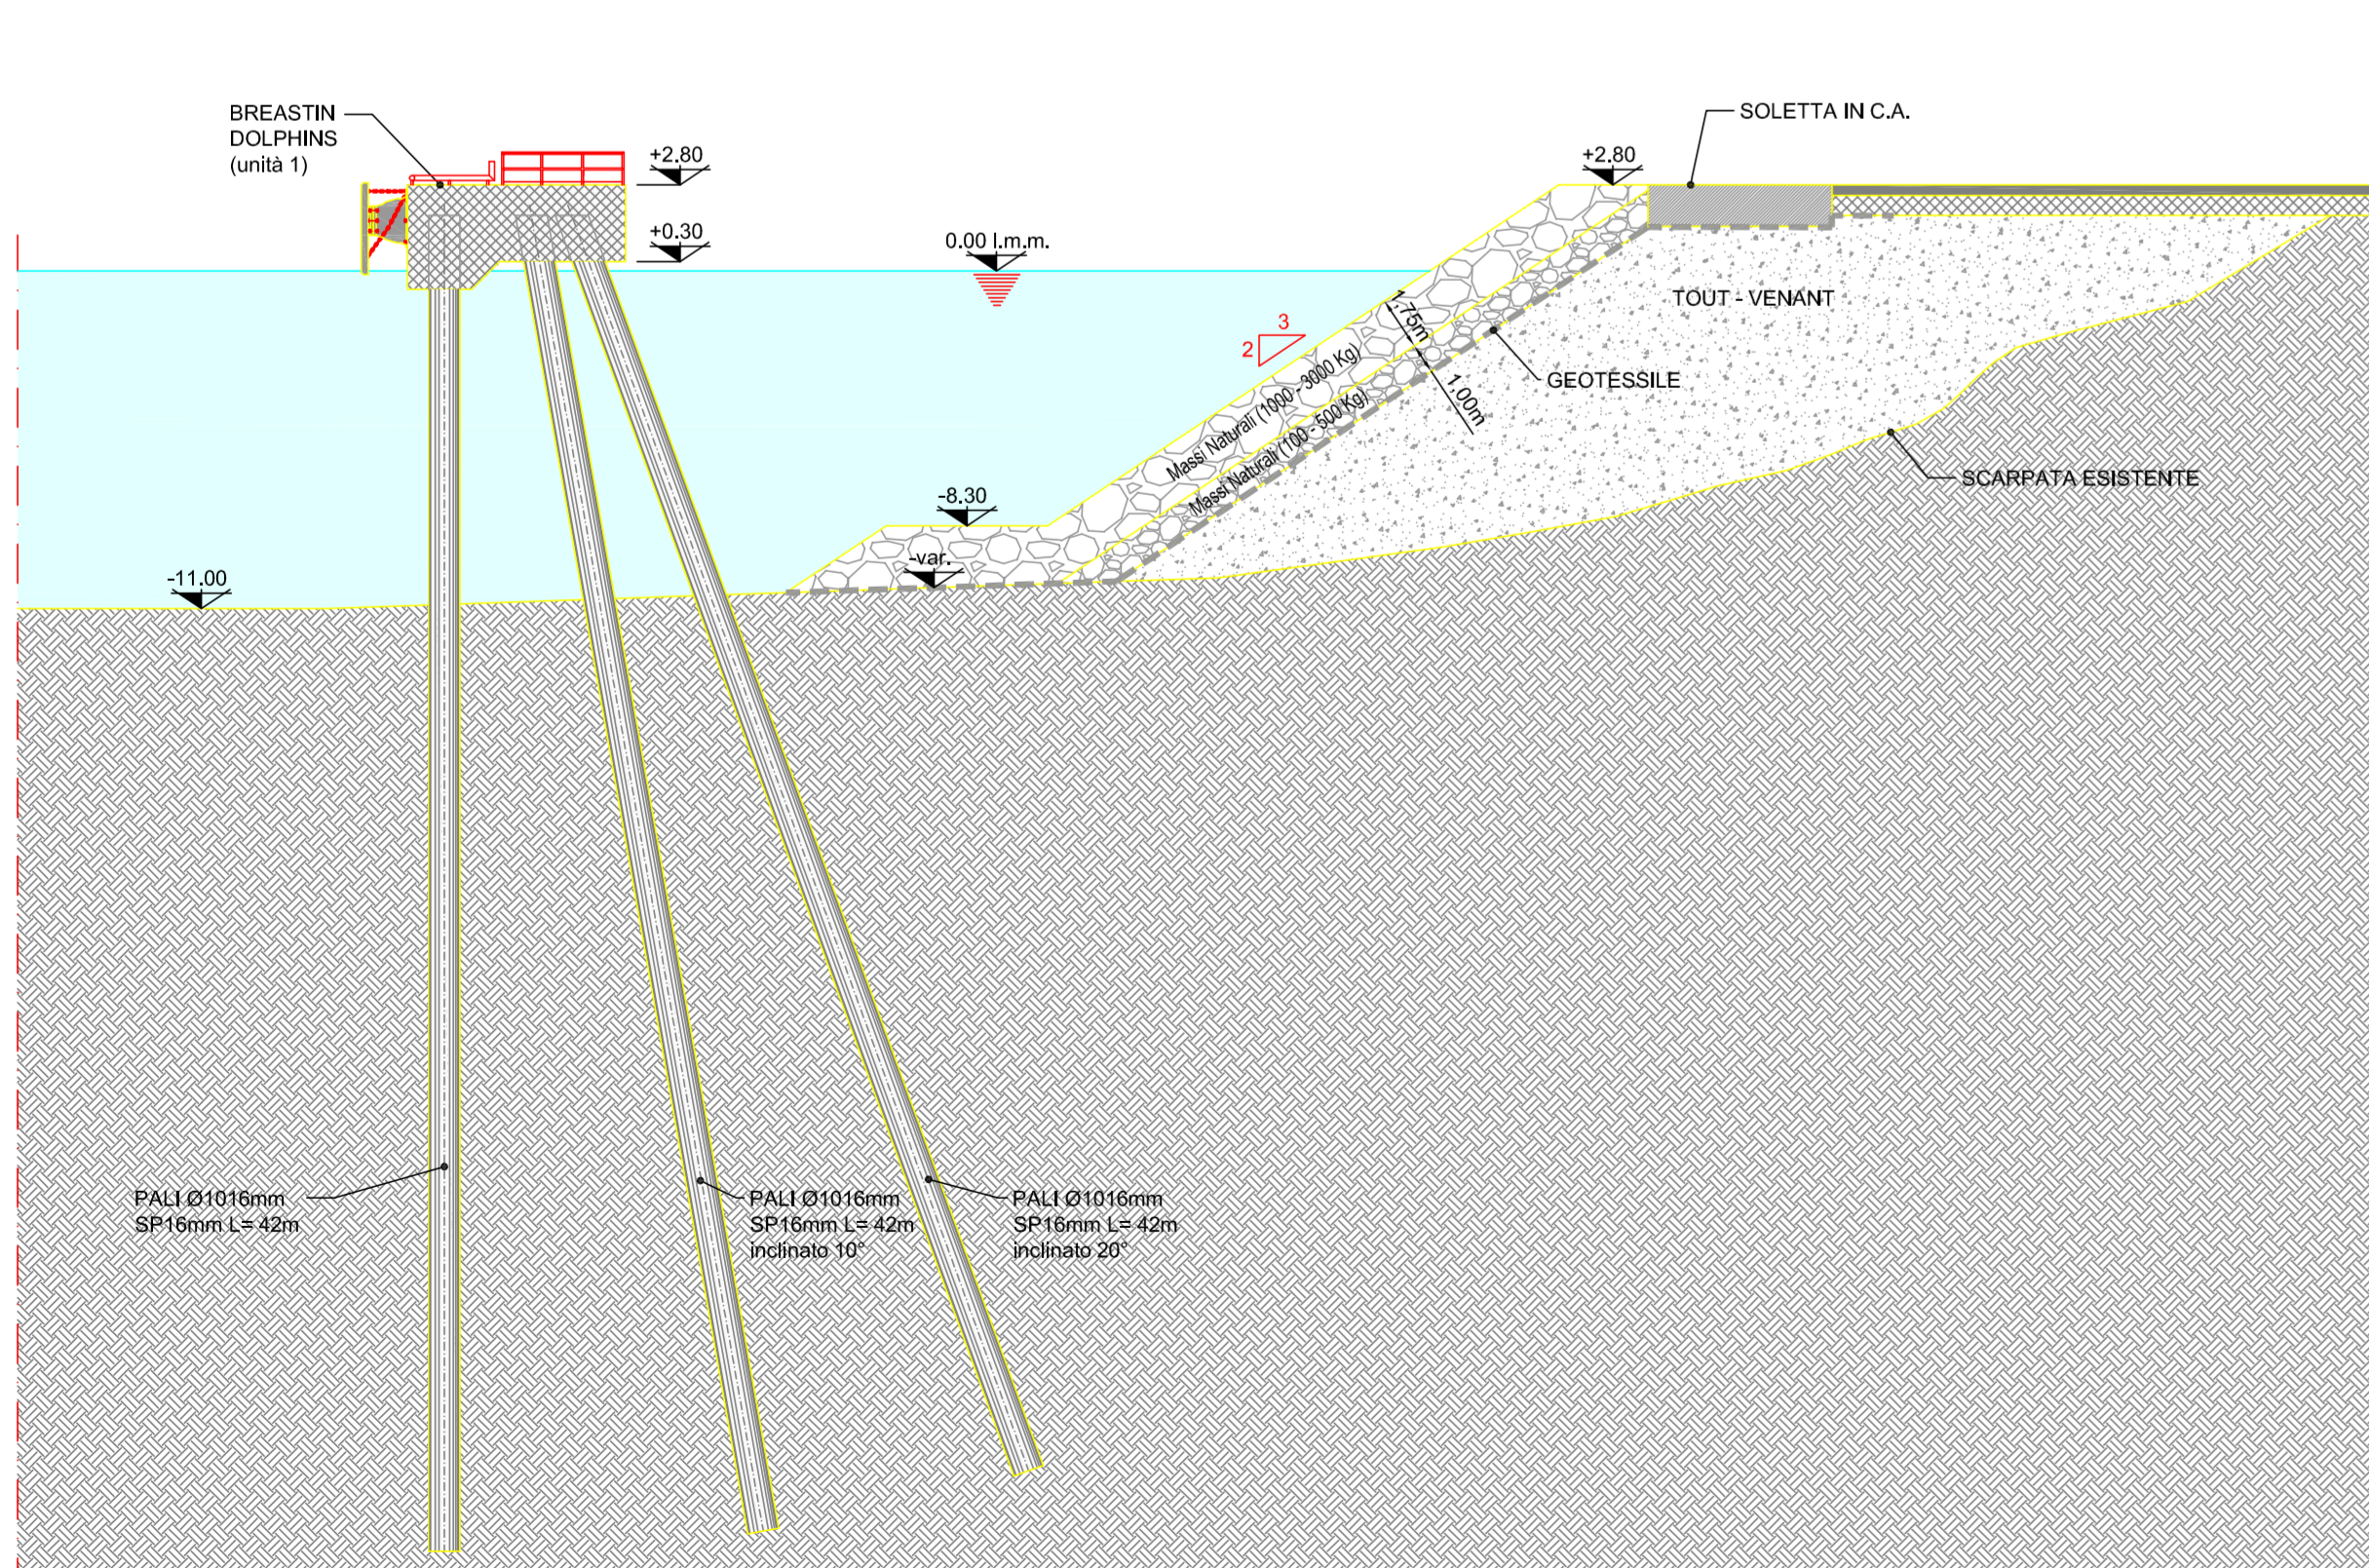 BREASTIN
DOLPHINS
(unità 1)
+2.80
+0.30
0.00 l.m.m.
+2.80
SOLETTA IN C.A.
TOUT - VENANT
3
2
1,75m
1,00m
GEOTESSILE
Massi Naturali (1000 - 3000 Kg)
Massi Naturali (100 - 500 Kg)
SCARPATA ESISTENTE
-8.30
-var.
-11.00
PALI Ø1016mm
SP16mm L= 42m
PALI Ø1016mm
SP16mm L= 42m
inclinato 10°
PALI Ø1016mm
SP16mm L= 42m
inclinato 20°